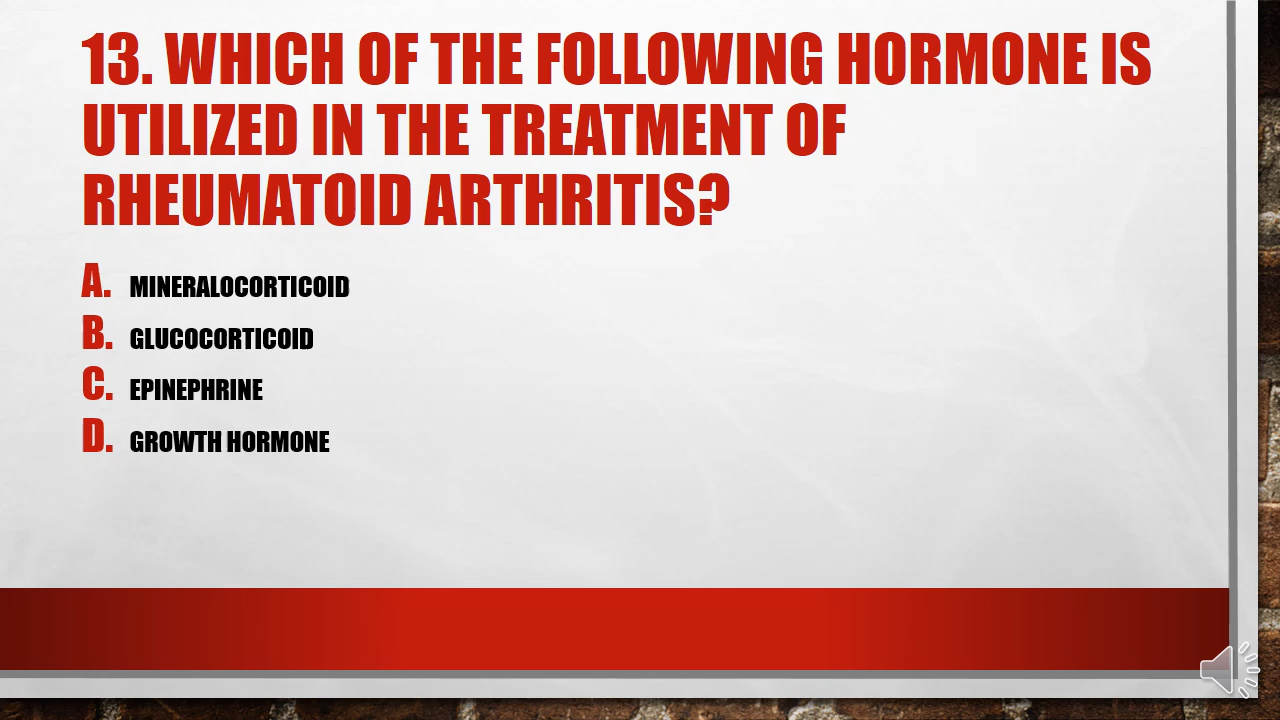 13. WHICH OF THE FOLLOWING HORMONE IS
UTILIZED IN THE TREATMENT OF
RHEUMATOID ARTHRITIS?
A. MINERALOCORTICOID
B. GLUCOCORTICOID
C. EPINEPHRINE
D. GROWTH HORMONE